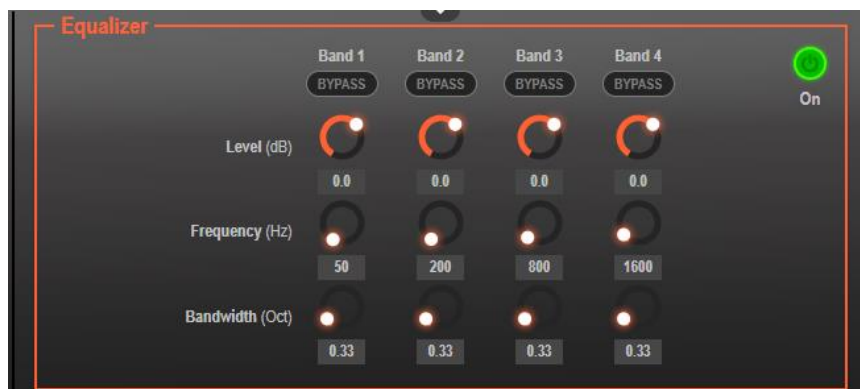 Equalizer
Band 1 Band 2 Band 3 Band 4
BYPASS BYPASS BYPASS BYPASS
On
Level (dB)
0.0 0.0 0.0 0.0
Frequency (Hz)
50 200 800 1600
Bandwidth (Oct)
0.33 0.33 0.33 0.33